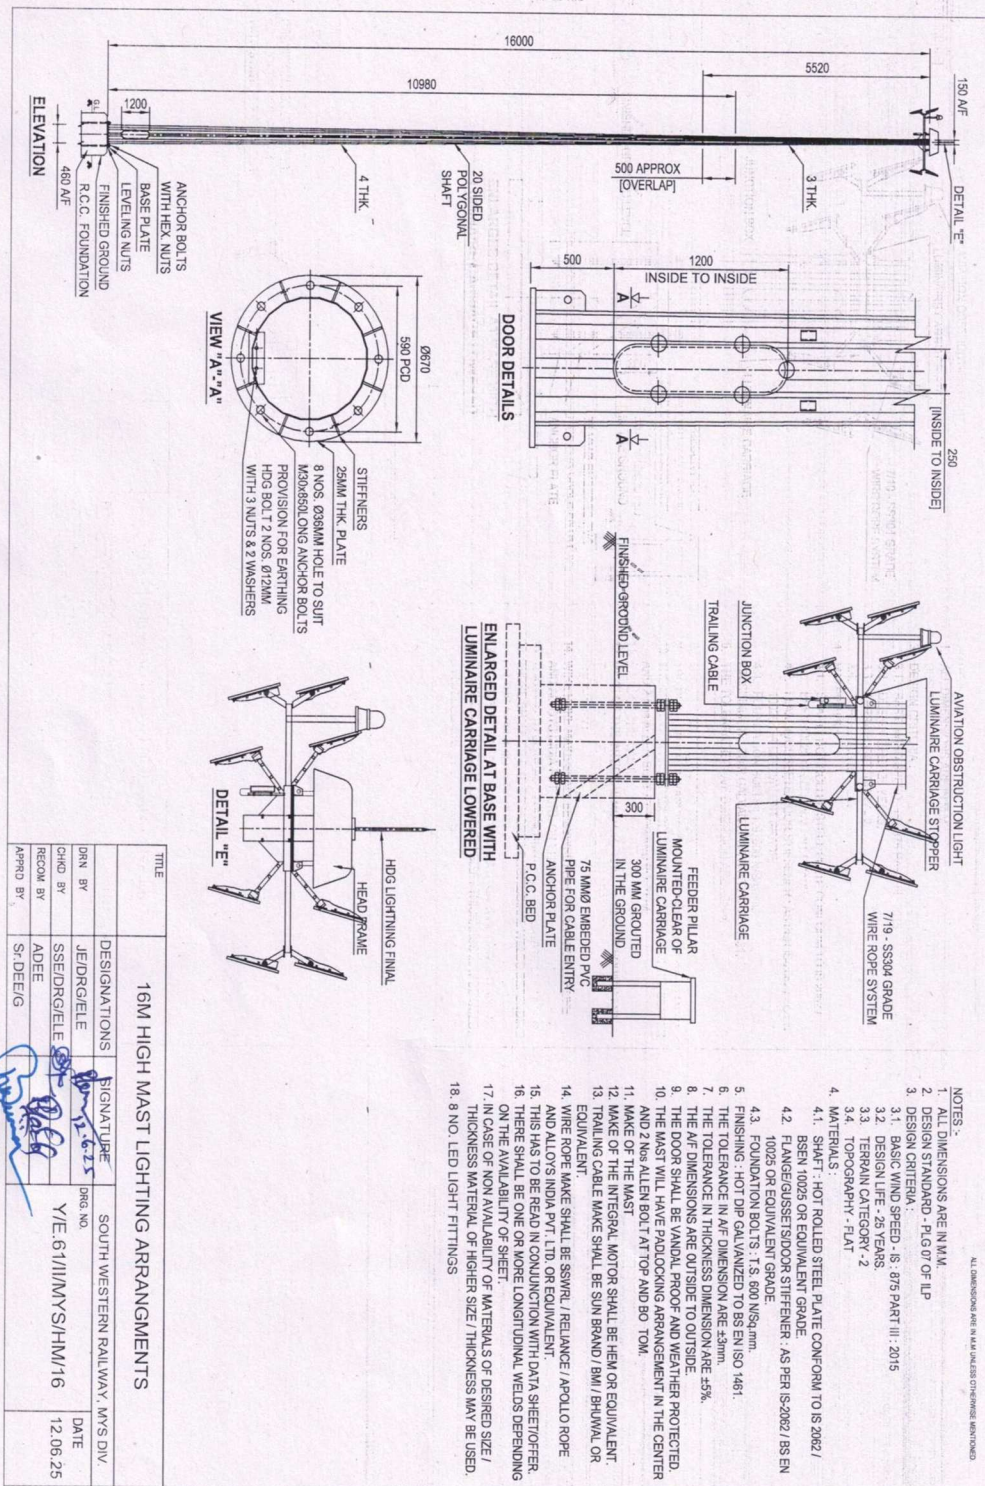 ALL DIMENSIONS ARE IN M.M UNLESS OTHERWISE MENTIONED.
16000
5520
10980
150 A/F
DETAIL "E"
3 THK.
500 APPROX
[OVERLAP]
20 SIDED
POLYGONAL
SHAFT
4 THK.
1200
G.L.
460 A/F
ANCHOR BOLTS
WITH HEX. NUTS
BASE PLATE
LEVELING NUTS
FINISHED GROUND
R.C.C. FOUNDATION
ELEVATION
500
1200
INSIDE TO INSIDE
250
[INSIDE TO INSIDE]
A
A
DOOR DETAILS
Ø670
590 PCD
STIFFENERS
25MM THK. PLATE
8 NOS. Ø36MM HOLE TO SUIT
M30x850LONG ANCHOR BOLTS
PROVISION FOR EARTHING
HDG BOLT 2 NOS. Ø12MM
WITH 3 NUTS & 2 WASHERS
VIEW "A"-"A"
AVIATION OBSTRUCTION LIGHT
LUMINAIRE CARRIAGE STOPPER
7/19 - SS304 GRADE
WIRE ROPE SYSTEM
JUNCTION BOX
TRAILING CABLE
LUMINAIRE CARRIAGE
FINISHED GROUND LEVEL
300
FEEDER PILLAR
MOUNTED-CLEAR OF
LUMINAIRE CARRIAGE
300 MM GROUTED
IN THE GROUND
75 MMØ EMBEDED PVC
PIPE FOR CABLE ENTRY
ANCHOR PLATE
P.C.C. BED
ENLARGED DETAIL AT BASE WITH
LUMINAIRE CARRIAGE LOWERED
HDG LIGHTNING FINIAL
HEAD FRAME
DETAIL "E"
NOTES :-
1. ALL DIMENSIONS ARE IN M.M.
2. DESIGN STANDARD - PLG 07 OF ILP
3. DESIGN CRITERIA :
3.1. BASIC WIND SPEED - IS : 875 PART III : 2015
3.2. DESIGN LIFE - 25 YEARS.
3.3. TERRAIN CATEGORY - 2
3.4. TOPOGRAPHY - FLAT
4. MATERIALS :
4.1. SHAFT : HOT ROLLED STEEL PLATE CONFORM TO IS 2062 /
BSEN 10025 OR EQUIVALENT GRADE.
4.2. FLANGE/GUSSETS/DOOR STIFFENER : AS PER IS-2062 / BS EN
10025 OR EQUIVALENT GRADE.
4.3. FOUNDATION BOLTS : T.S. 600 N/Sq.mm.
5. FINISHING : HOT DIP GALVANIZED TO BS EN ISO 1461.
6. THE TOLERANCE IN A/F DIMENSION ARE ±3mm.
7. THE TOLERANCE IN THICKNESS DIMENSION ARE ±5%.
8. THE A/F DIMENSIONS ARE OUTSIDE TO OUTSIDE.
9. THE DOOR SHALL BE VANDAL PROOF AND WEATHER PROTECTED.
10. THE MAST WILL HAVE PADLOCKING ARRANGEMENT IN THE CENTER
AND 2 Nos ALLEN BOLT AT TOP AND BO TOM.
11. MAKE OF THE MAST
12. MAKE OF THE INTEGRAL MOTOR SHALL BE HEM OR EQUIVALENT.
13. TRAILING CABLE MAKE SHALL BE SUN BRAND / BMI / BHUWAL OR
EQUIVALENT.
14. WIRE ROPE MAKE SHALL BE SSWRL / RELIANCE / APOLLO ROPE
AND ALLOYS INDIA PVT. LTD. OR EQUIVALENT.
15. THIS HAS TO BE READ IN CONJUNCTION WITH DATA SHEET/OFFER.
16. THERE SHALL BE ONE OR MORE LONGITUDINAL WELDS DEPENDING
ON THE AVAILABILITY OF SHEET.
17. IN CASE OF NON AVAILABILITY OF MATERIALS OF DESIRED SIZE /
THICKNESS MATERIAL OF HIGHER SIZE / THICKNESS MAY BE USED.
18. 8 NO. LED LIGHT FITTINGS
TITLE
16M HIGH MAST LIGHTING ARRANGMENTS
DESIGNATIONS
SIGNATURE
SOUTH WESTERN RAILWAY, MYS DIV.
DRN BY
JE/DRG/ELE
12.6.25
CHKD BY
SSE/DRG/ELE
RECOM BY
ADEE
APPRD BY
Sr.DEE/G
DRG.NO.
Y/E.61/II/MYS/HM/16
DATE
12.06.25